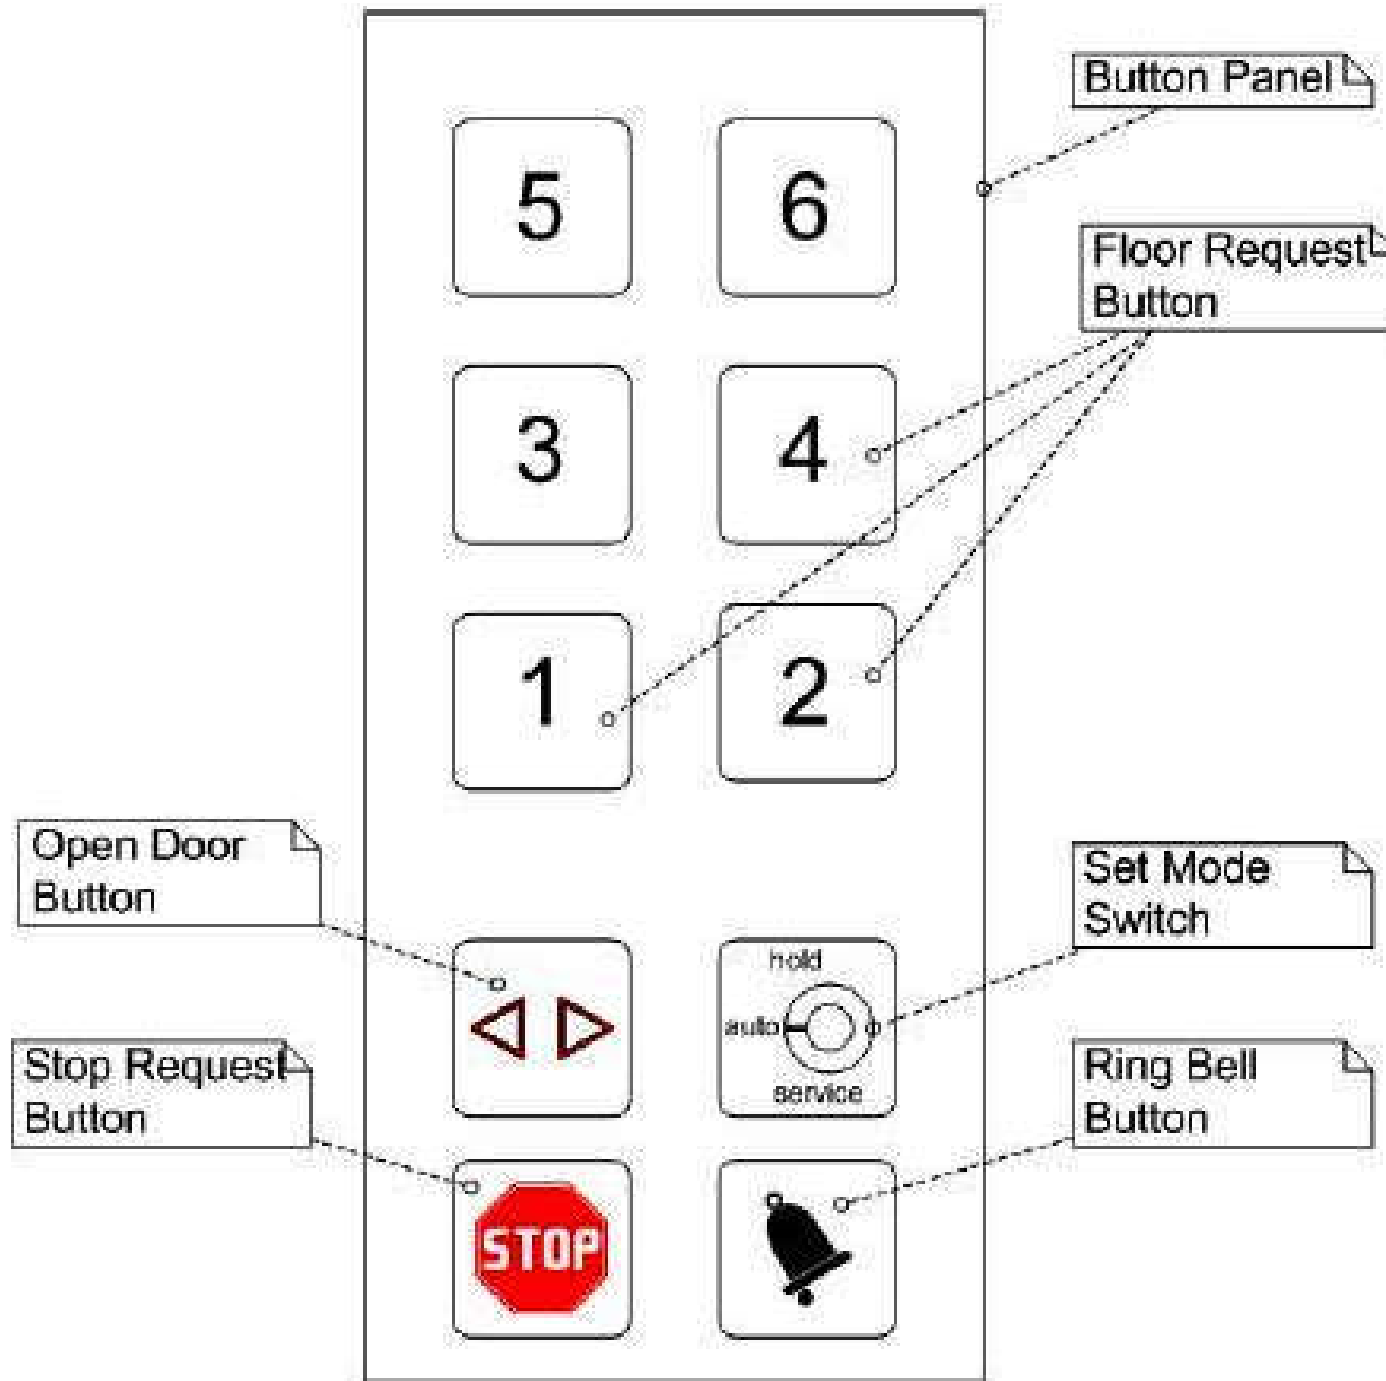 Button Panel
5 6
Floor Request
Button
3 4
1 2
Open Door
Button
Set Mode
Switch
hold
auto
service
Stop Request
Button
Ring Bell
Button
STOP